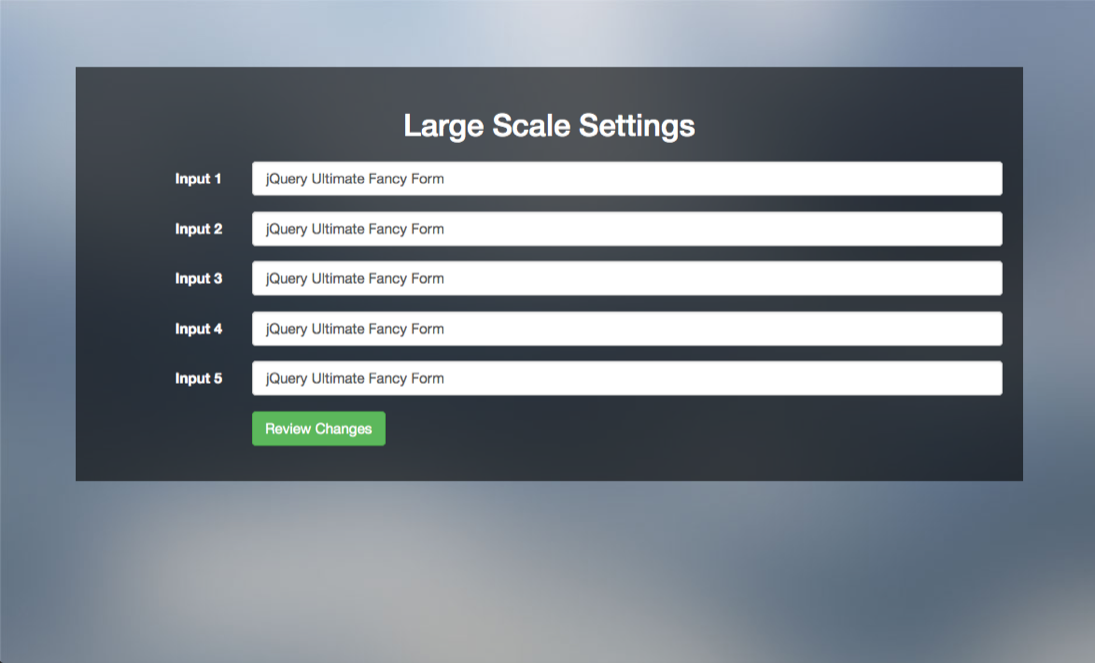 Large Scale Settings
Input 1 jQuery Ultimate Fancy Form
Input 2 jQuery Ultimate Fancy Form
Input 3 jQuery Ultimate Fancy Form
Input 4 jQuery Ultimate Fancy Form
Input 5 jQuery Ultimate Fancy Form
Review Changes